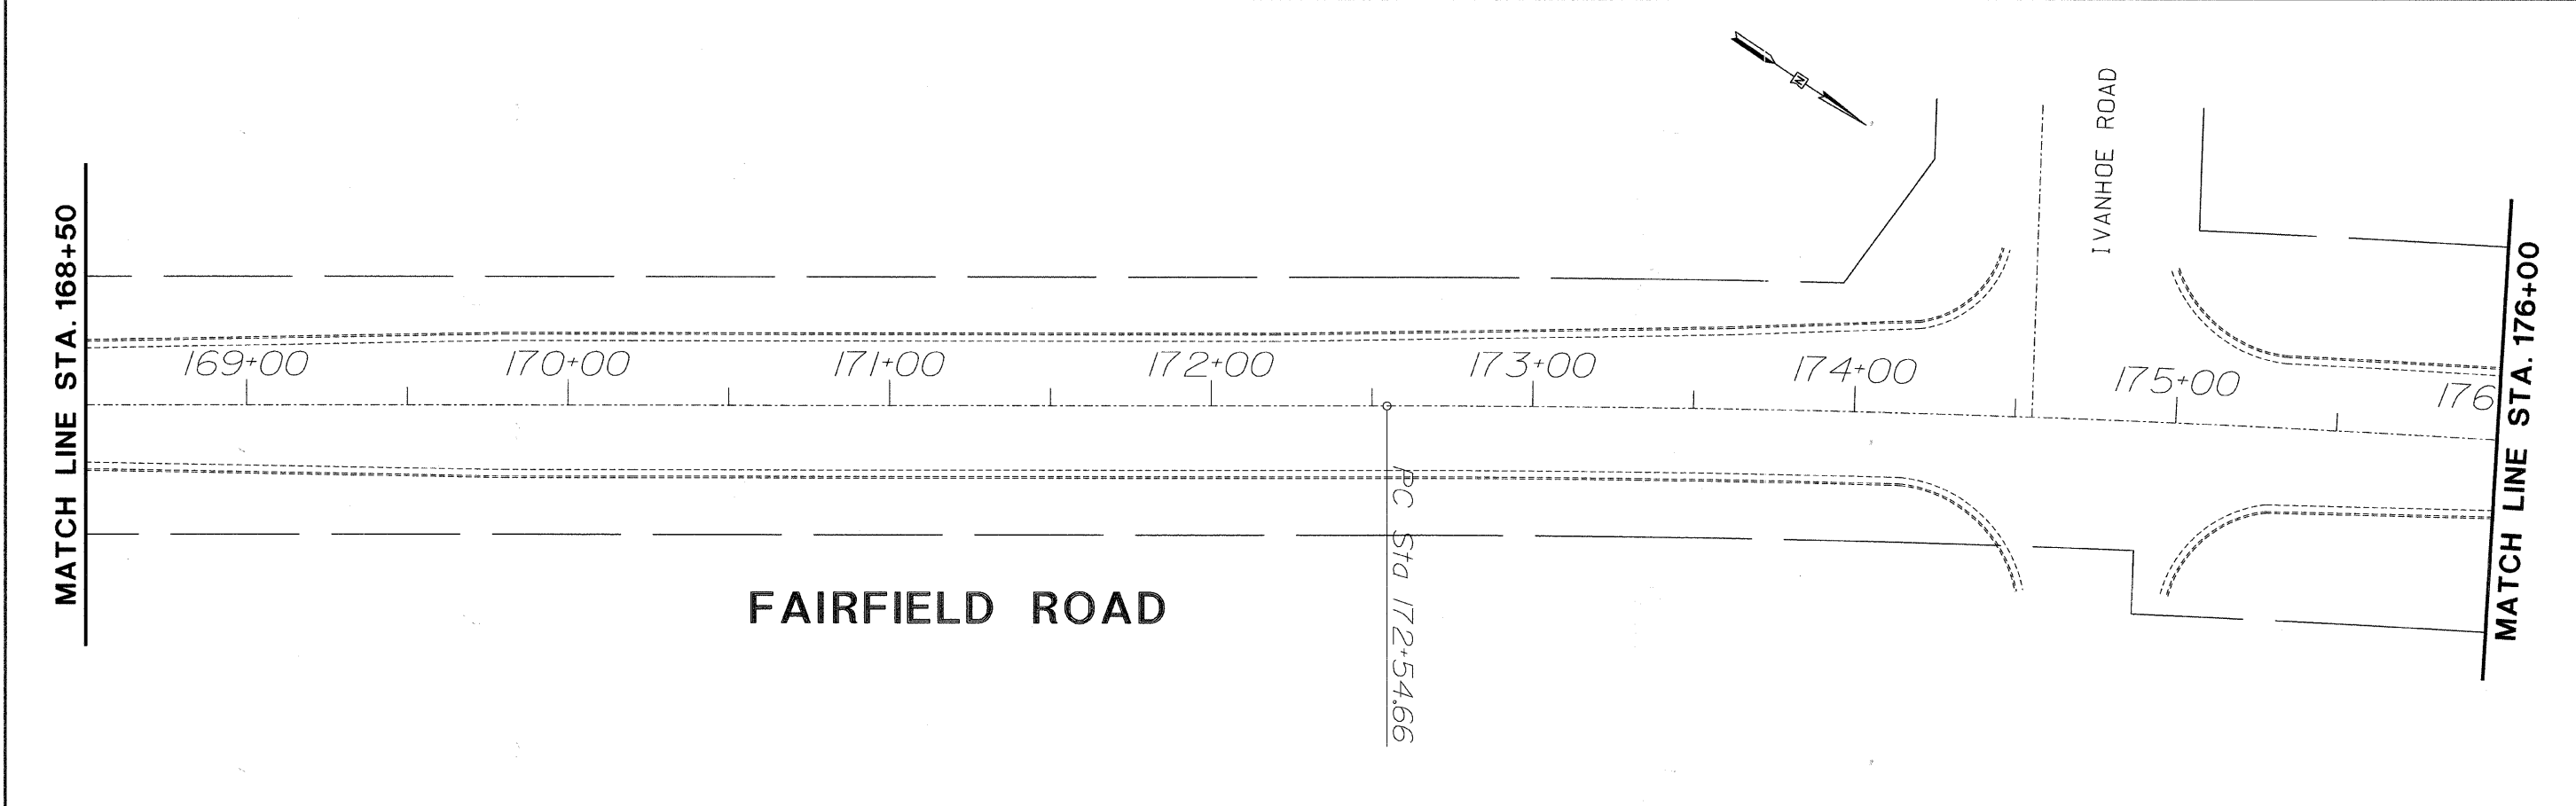 N
IVANHOE ROAD
MATCH LINE STA. 168+50
169+00
170+00
171+00
172+00
173+00
174+00
175+00
176
MATCH LINE STA. 176+00
PC Sta 172+54.66
FAIRFIELD ROAD